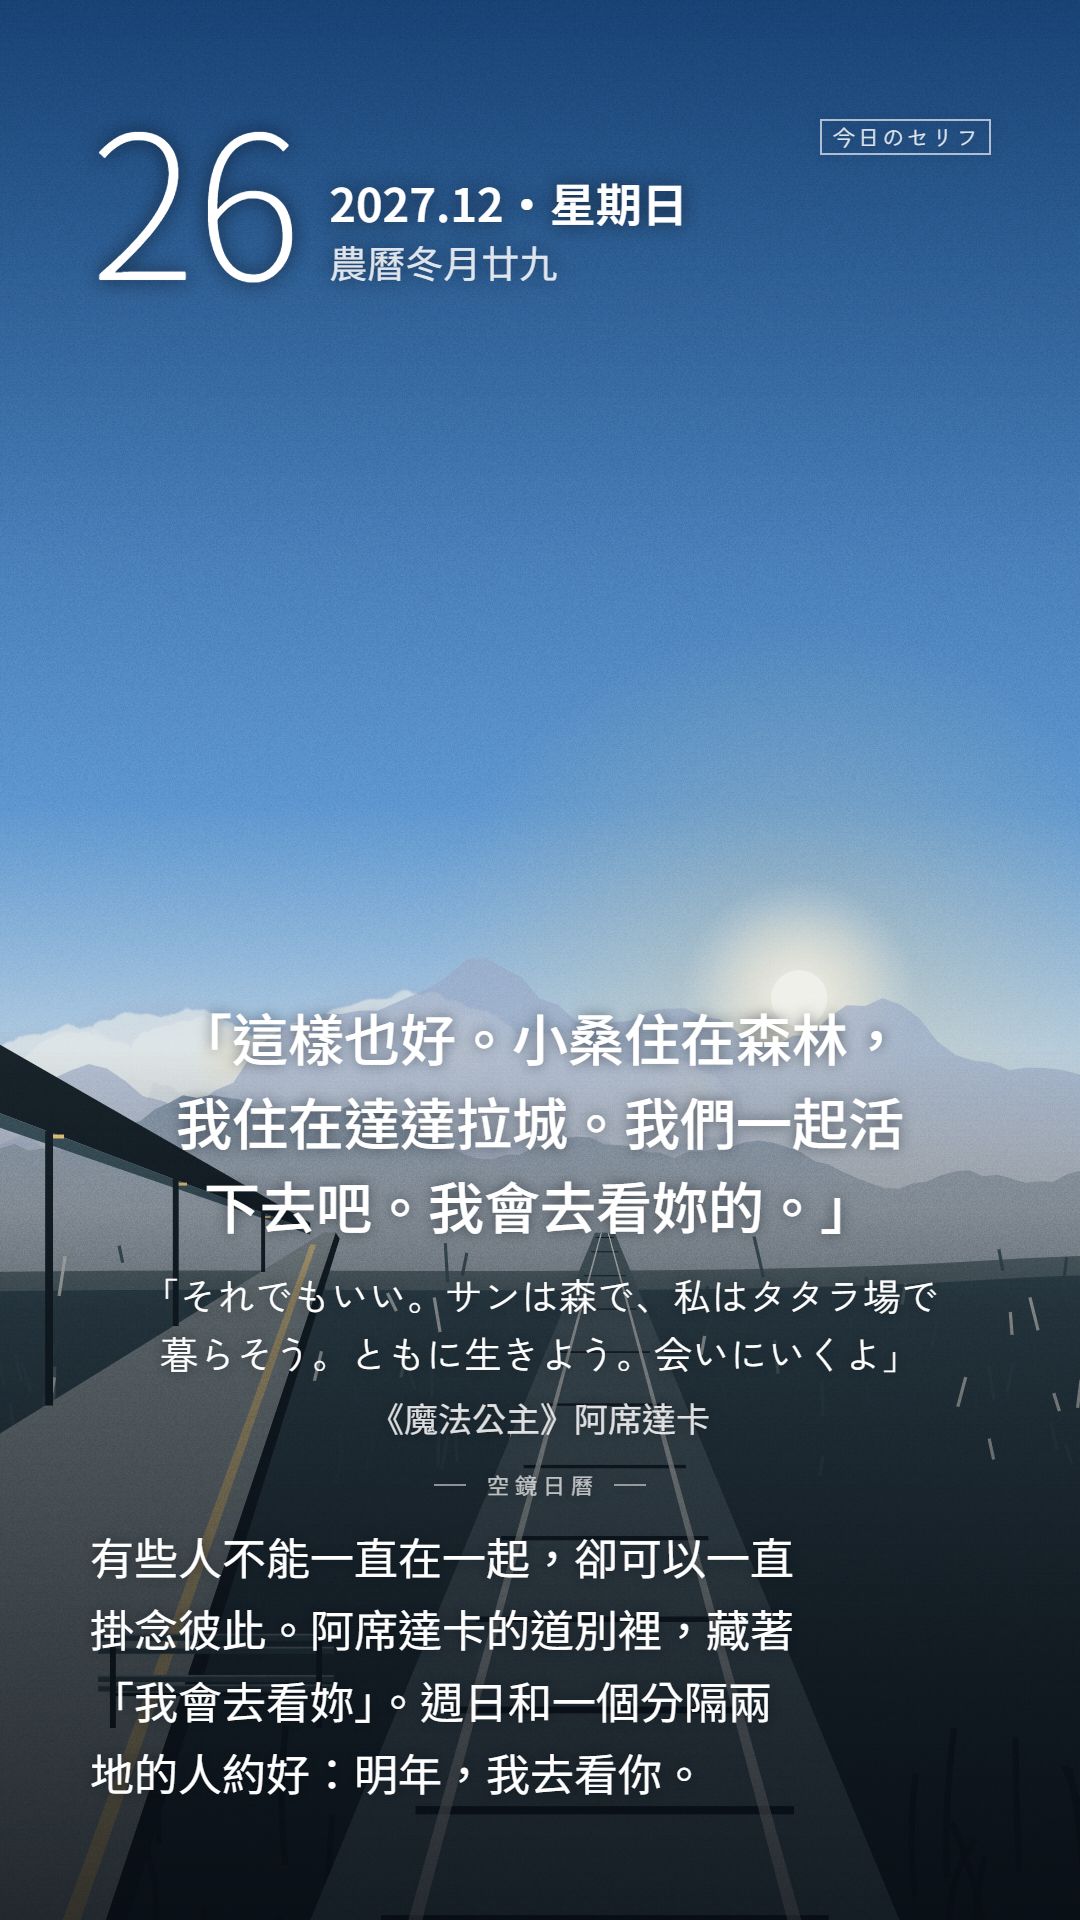 今日のセリフ
26
2027.12・星期日
農曆冬月廿九
「這樣也好。小桑住在森林，
我住在達達拉城。我們一起活
下去吧。我會去看妳的。」
「それでもいい。サンは森で、私はタタラ場で
暮らそう。ともに生きよう。会いにいくよ」
《魔法公主》阿席達卡
空鏡日曆
有些人不能一直在一起，卻可以一直
掛念彼此。阿席達卡的道別裡，藏著
「我會去看妳」。週日和一個分隔兩
地的人約好：明年，我去看你。